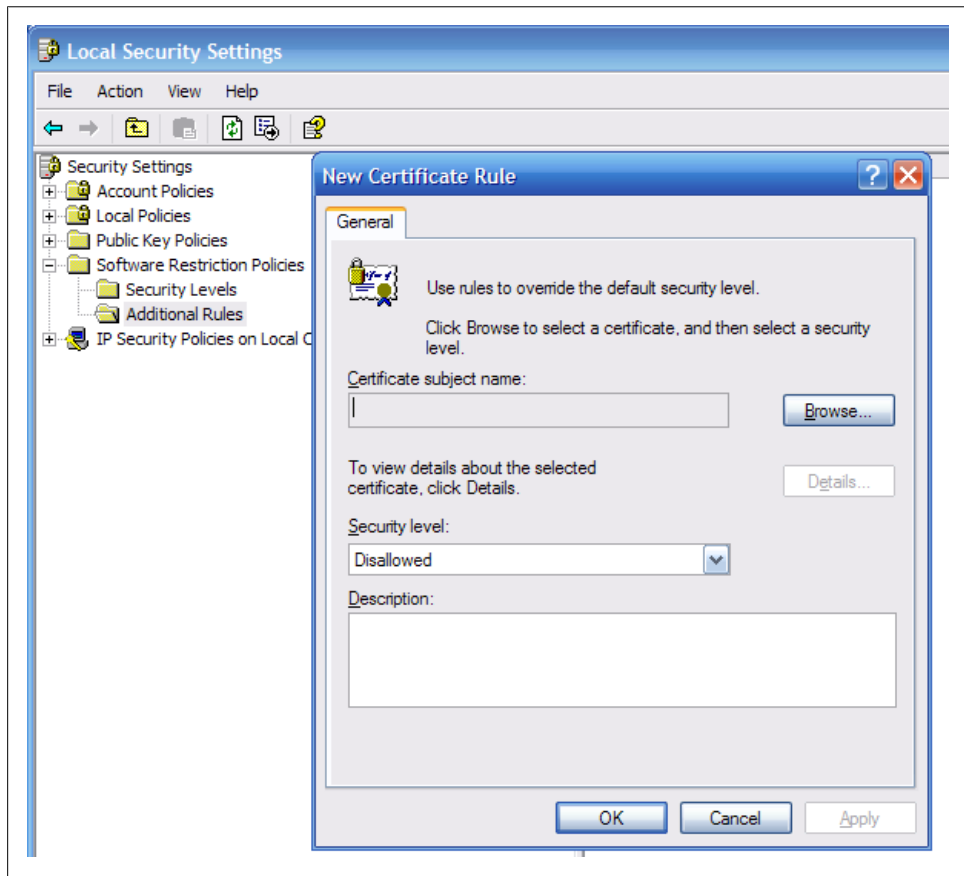 Local Security Settings
File Action View Help
Security Settings
Account Policies
Local Policies
Public Key Policies
Software Restriction Policies
Security Levels
Additional Rules
IP Security Policies on Local C
New Certificate Rule
General
Use rules to override the default security level.
Click Browse to select a certificate, and then select a security
level.
Certificate subject name:
Browse...
To view details about the selected
certificate, click Details.
Details...
Security level:
Disallowed
Description:
OK Cancel Apply